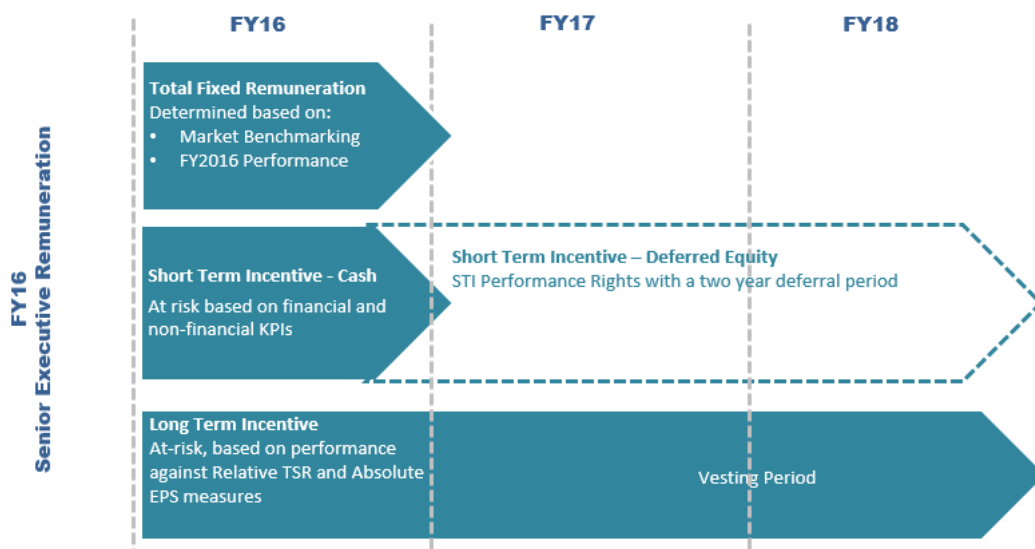 FY16
FY17
FY18
FY16
Senior Executive Remuneration
Total Fixed Remuneration
Determined based on:
• Market Benchmarking
• FY2016 Performance
Short Term Incentive - Cash
At risk based on financial and
non-financial KPIs
Short Term Incentive – Deferred Equity
STI Performance Rights with a two year deferral period
Long Term Incentive
At-risk, based on performance
against Relative TSR and Absolute
EPS measures
Vesting Period